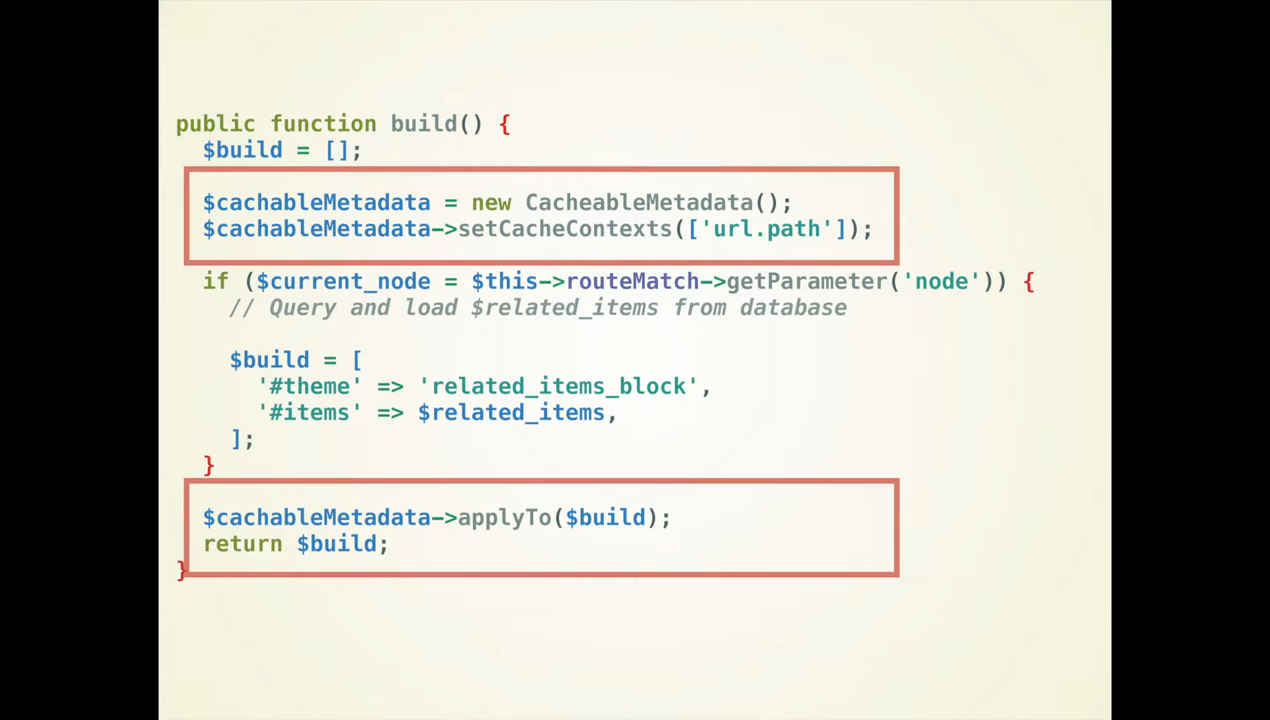 public function build() {
  $build = [];
  $cachableMetadata = new CacheableMetadata();
  $cachableMetadata->setCacheContexts(['url.path']);
  if ($current_node = $this->routeMatch->getParameter('node')) {
    // Query and load $related_items from database
    $build = [
      '#theme' => 'related_items_block',
      '#items' => $related_items,
    ];
  }
  $cachableMetadata->applyTo($build);
  return $build;
}